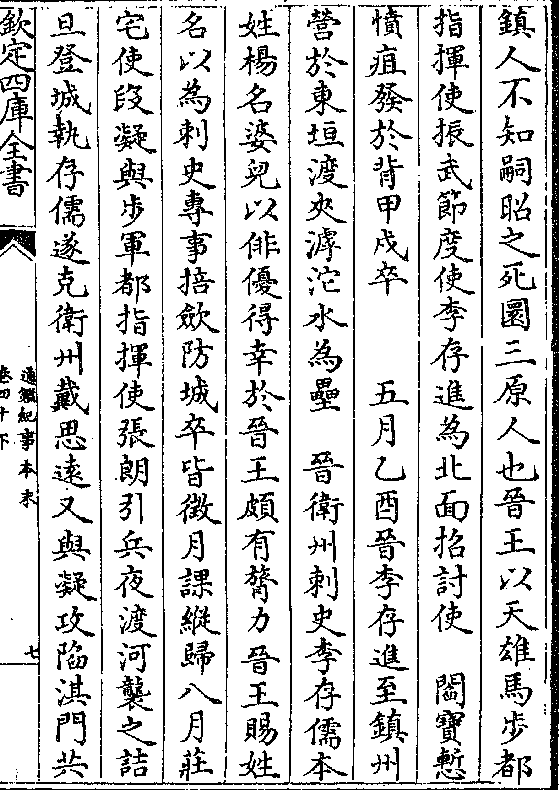 鎮人不知嗣昭之死圜三原人也晉王以天雄馬步都
指揮使振武節度使李存進為北面招討使　閻寶慙
憤疽發於背甲戌卒　五月乙酉晉李存進至鎮州
營於東垣渡夾滹沱水為壘　晉衛州刺史李存儒本
姓楊名婆兒以俳優得幸於晉王頗有膂力晉王賜姓
名以為刺史專事掊斂防城卒皆徵月課縱歸八月莊
宅使段凝與步軍都指揮使張朗引兵夜渡河襲之詰
旦登城執存儒遂克衛州戴思遠又與凝攻陷淇門共
欽定四庫全書
通鑑紀事本末
卷四十下
七